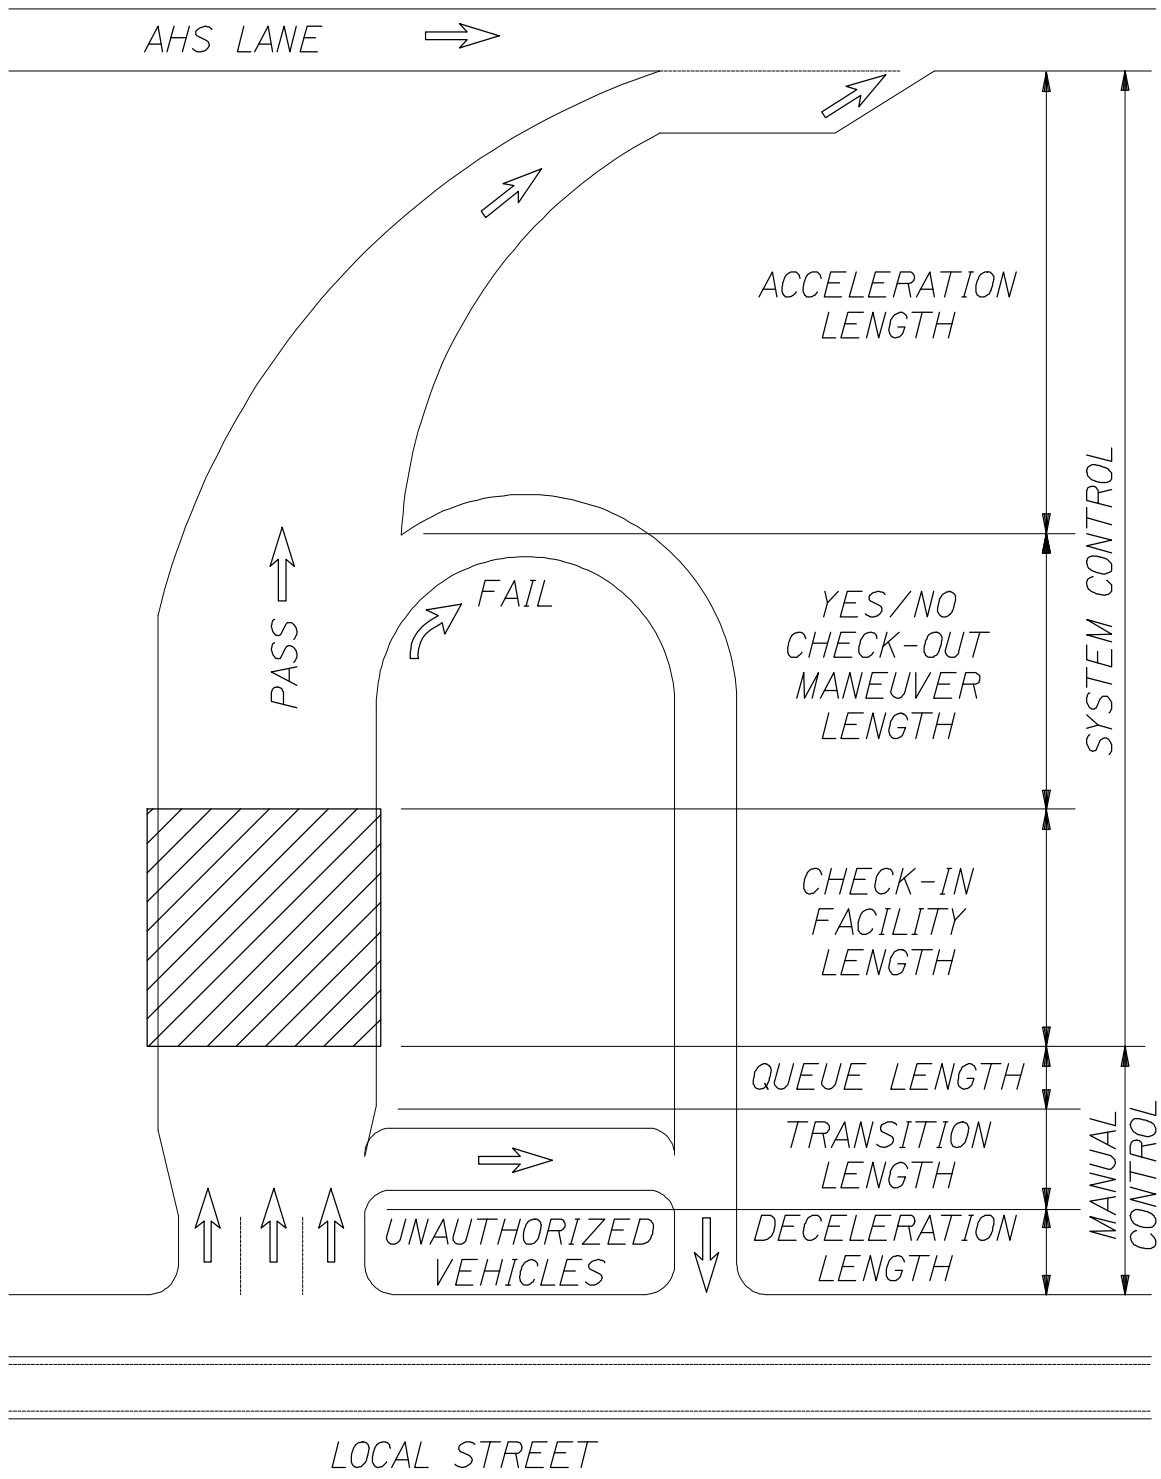 AHS LANE
ACCELERATION
LENGTH
SYSTEM CONTROL
FAIL
PASS
YES/NO
CHECK-OUT
MANEUVER
LENGTH
CHECK-IN
FACILITY
LENGTH
QUEUE LENGTH
TRANSITION
LENGTH
MANUAL
CONTROL
UNAUTHORIZED
VEHICLES
DECELERATION
LENGTH
LOCAL STREET